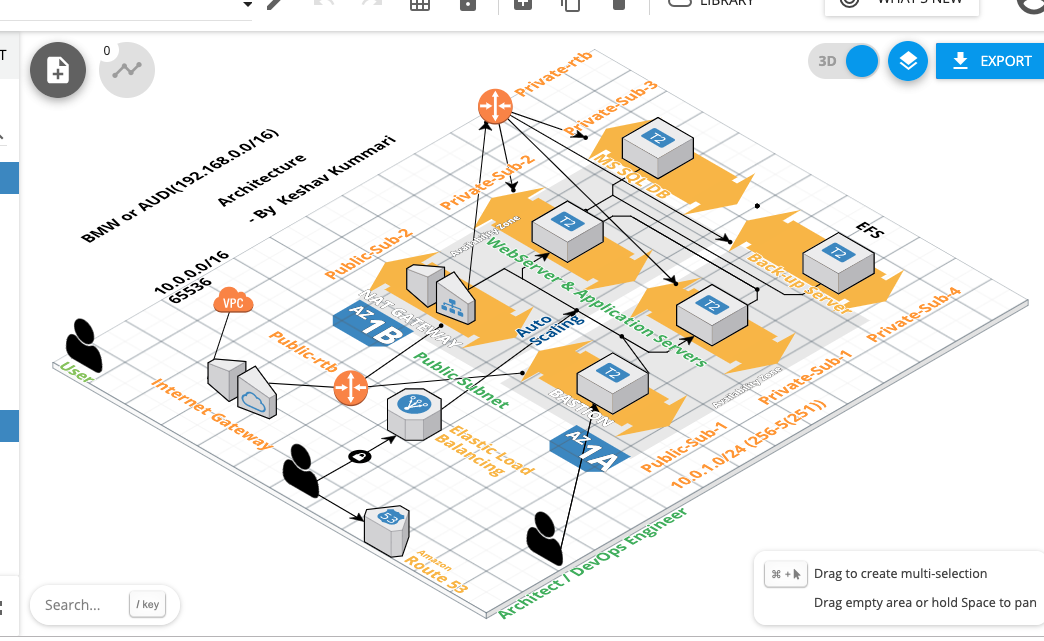 LIBRARY
WHAT'S NEW
T
0
3D
EXPORT
Private-rtb
Private-Sub-3
T2
MS SQL DB
BMW or AUDI(192.168.0.0/16)
Architecture
- By Keshav Kummari
Private-Sub-2
T2
Availability Zone
WebServer & Application Servers
EFS
T2
Back-up Server
Private-Sub-4
Public-Sub-2
10.0.0.0/16
65536
VPC
NAT GATEWAY
AZ 1B
Auto
Scaling
T2
User
Public-rtb
Public-Subnet
T2
BASTION
Availability Zone
Private-Sub-1
Internet-Gateway
Elastic-Load
Balancing
AZ 1A
Public-Sub-1
10.0.1.0/24 (256-5(251))
53
Amazon
Route 53
Architect / DevOps Engineer
Search...
/ key
⌘ +
Drag to create multi-selection
Drag empty area or hold Space to pan